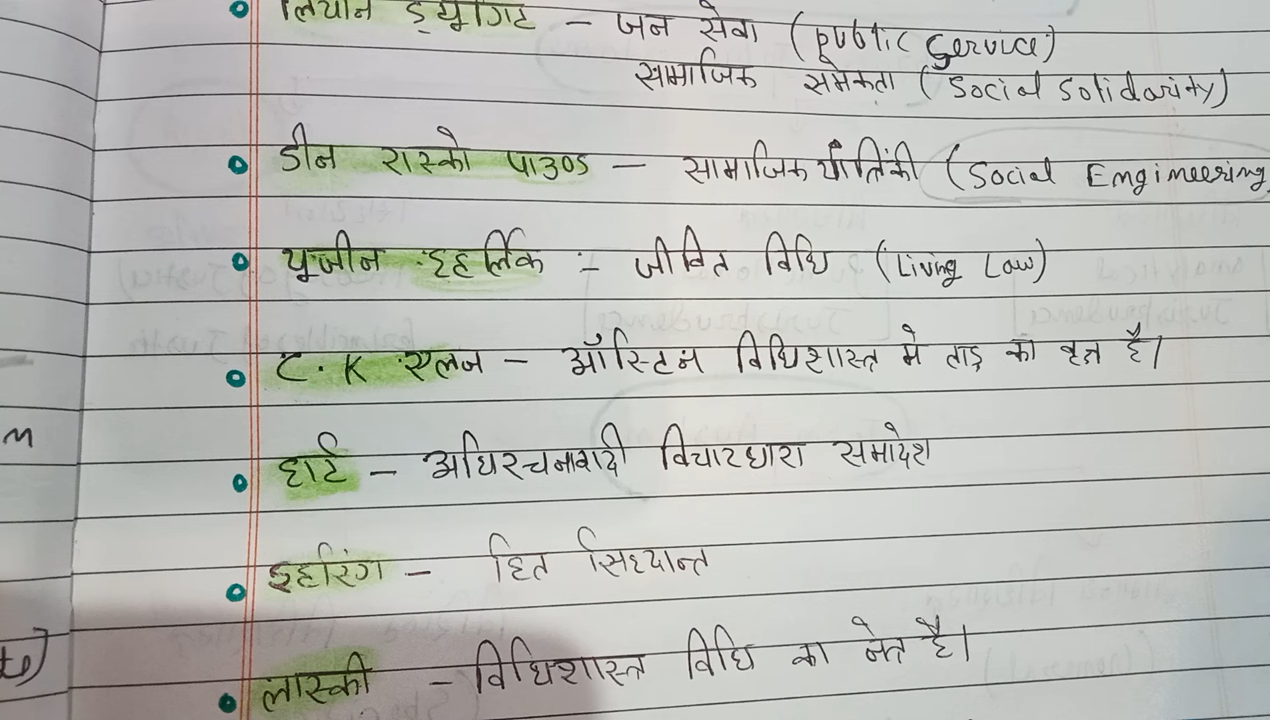 लियोन ड्यूगिट – जन सेवा (public service)
सामाजिक समेकता (Social Solidarity)
डीन रास्को पाउण्ड – सामाजिक यांत्रिंकी (Social Engineering
यूजीन इहर्लिक :- जीवित विधि (Living Law)
C. K एलन – ऑस्टिन विधिशास्त्र मे ताड़ का वृक्ष है।
हार्ट – अधिरचनावादी विचारधारा समादेश
इहरिंग – हित सिध्दान्त
लास्की – विधिशास्त्र विधि का नेत्र है।